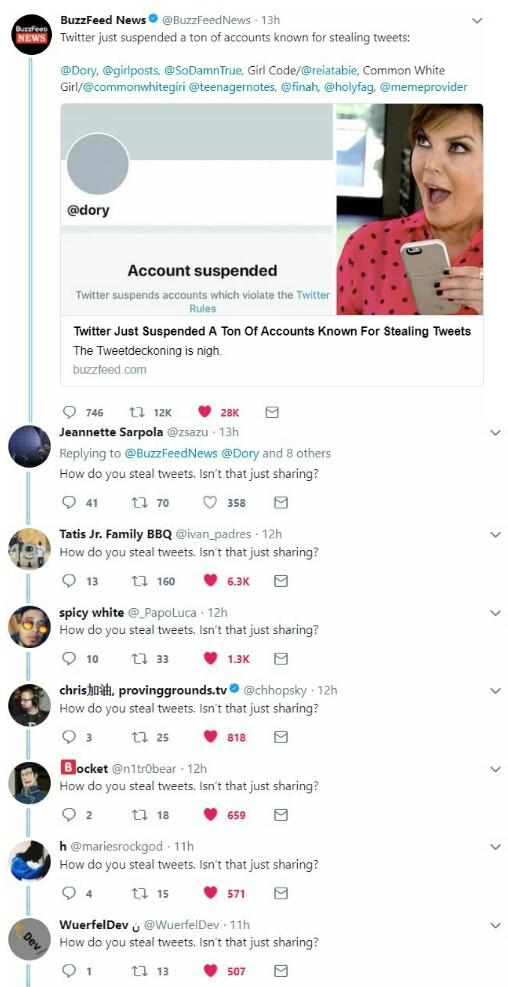 BuzzFeed News @BuzzFeedNews · 13h
Twitter just suspended a ton of accounts known for stealing tweets:
@Dory, @girlposts, @SoDamnTrue, Girl Code/@reiatabie, Common White
Girl/@commonwhitegiri @teenagernotes, @finah, @holyfag, @memeprovider
BuzzFeed
NEWS
@dory
Account suspended
Twitter suspends accounts which violate the Twitter
Rules
Twitter Just Suspended A Ton Of Accounts Known For Stealing Tweets
The Tweetdeckoning is nigh.
buzzfeed.com
746 12K 28K
Jeannette Sarpola @zsazu · 13h
Replying to @BuzzFeedNews @Dory and 8 others
How do you steal tweets. Isn't that just sharing?
41 70 358
Tatis Jr. Family BBQ @ivan_padres · 12h
How do you steal tweets. Isn't that just sharing?
13 160 6.3K
spicy white @_PapoLuca · 12h
How do you steal tweets. Isn't that just sharing?
10 33 1.3K
chris加油, provinggrounds.tv @chhopsky · 12h
How do you steal tweets. Isn't that just sharing?
3 25 818
🅱ocket @n1tr0bear · 12h
How do you steal tweets. Isn't that just sharing?
2 18 659
h @mariesrockgod · 11h
How do you steal tweets. Isn't that just sharing?
4 15 571
WuerfelDev ن @WuerfelDev · 11h
How do you steal tweets. Isn't that just sharing?
Dev
1 13 507